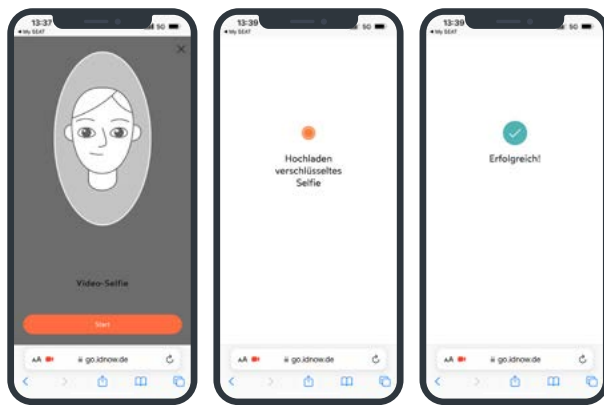 13:37
5G
◄ My SEAT
Video-Selfie
Start
AA
go.idnow.de
13:39
5G
◄ My SEAT
Hochladen
verschlüsseltes
Selfie
AA
go.idnow.de
13:39
5G
◄ My SEAT
Erfolgreich!
AA
go.idnow.de